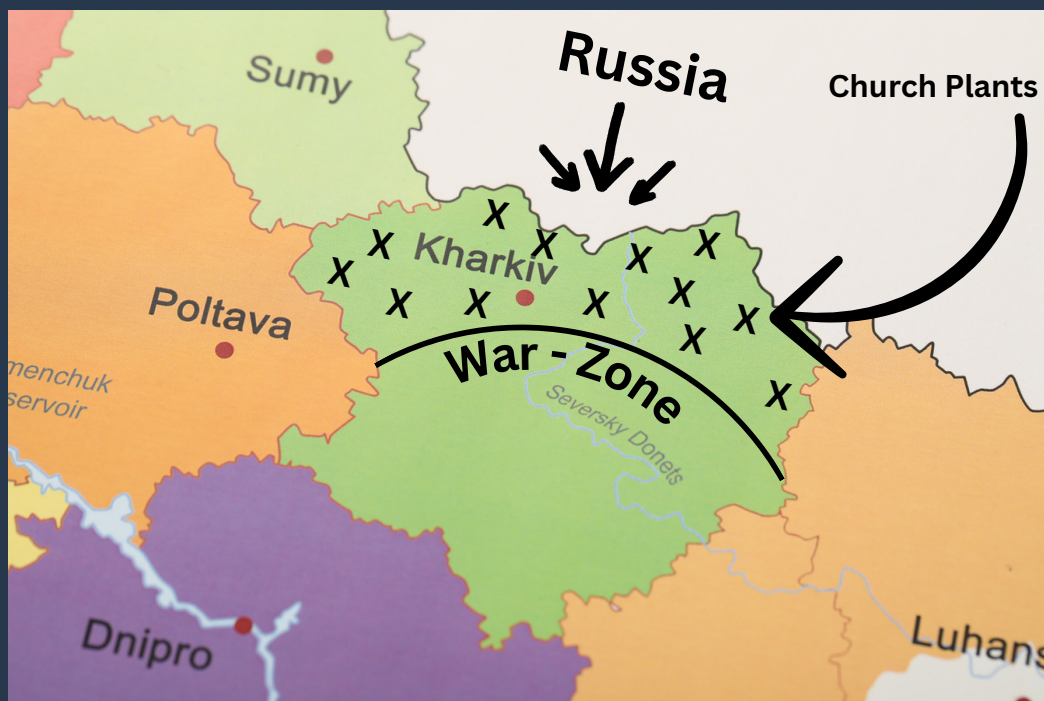 Sumy
Russia
Church Plants
X
X
X
X
X
X
Kharkiv
X
X
X
X
X
X
X
X
Poltava
War - Zone
menchuk
servoir
Seversky Donets
Dnipro
Luhans